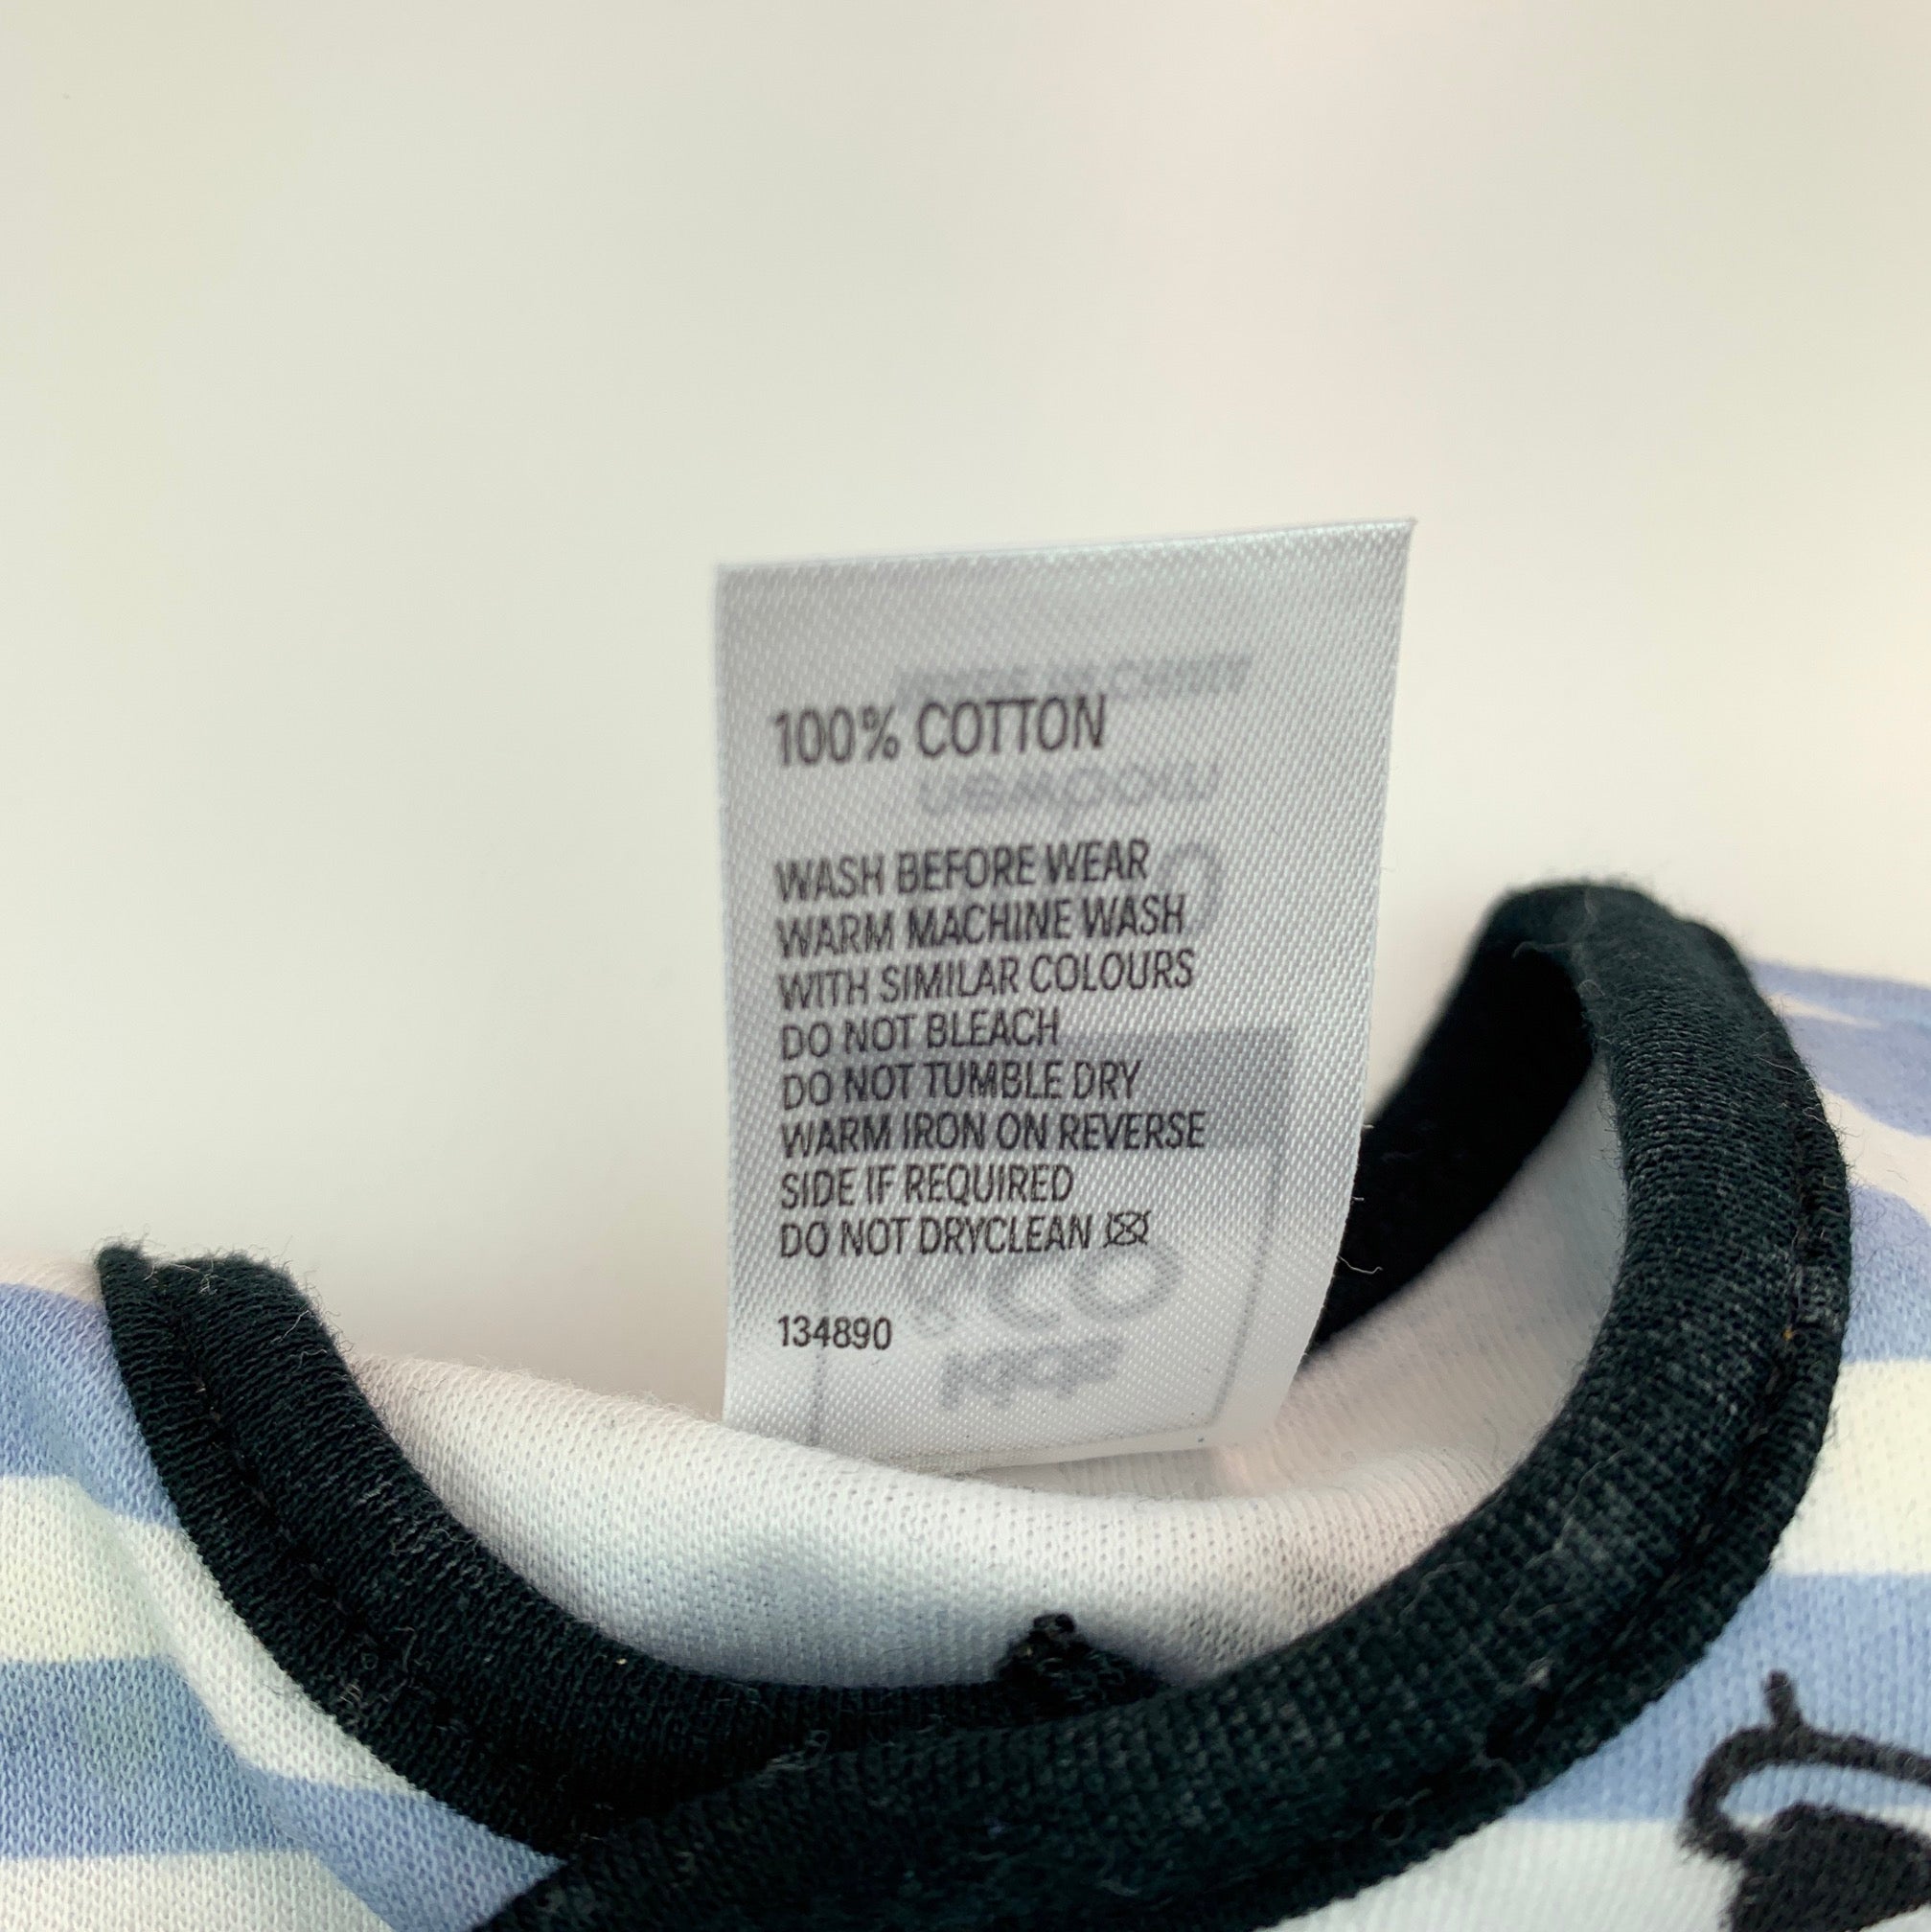 100% COTTON
WASH BEFORE WEAR
WARM MACHINE WASH
WITH SIMILAR COLOURS
DO NOT BLEACH
DO NOT TUMBLE DRY
WARM IRON ON REVERSE
SIDE IF REQUIRED
DO NOT DRYCLEAN
134890